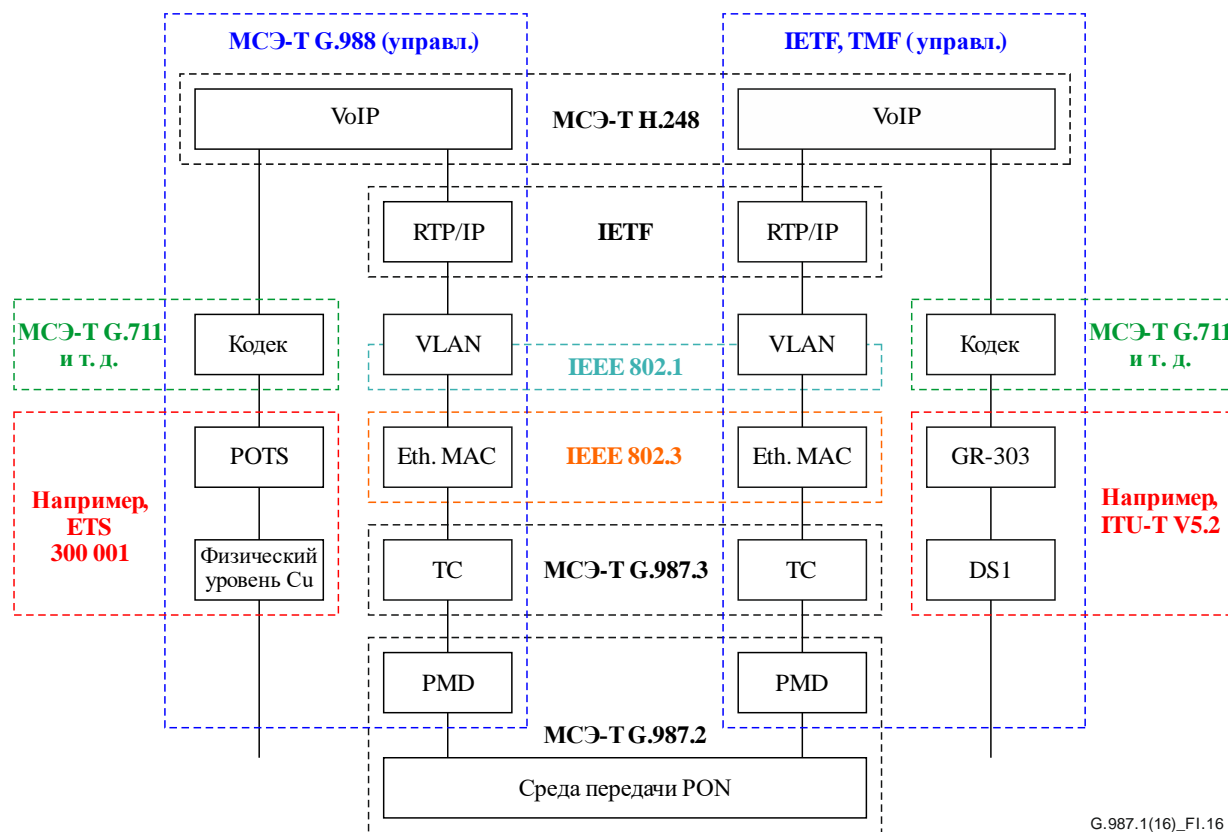 МСЭ-Т G.988 (управл.)
IETF, TMF (управл.)
VoIP
МСЭ-Т H.248
VoIP
RTP/IP
IETF
RTP/IP
МСЭ-Т G.711
и т. д.
Кодек
VLAN
IEEE 802.1
VLAN
Кодек
МСЭ-Т G.711
и т. д.
POTS
Eth. MAC
IEEE 802.3
Eth. MAC
GR-303
Например,
ETS
300 001
Например,
ITU-T V5.2
Физический
уровень Cu
TC
МСЭ-Т G.987.3
TC
DS1
PMD
PMD
МСЭ-Т G.987.2
Среда передачи PON
G.987.1(16)_FI.16